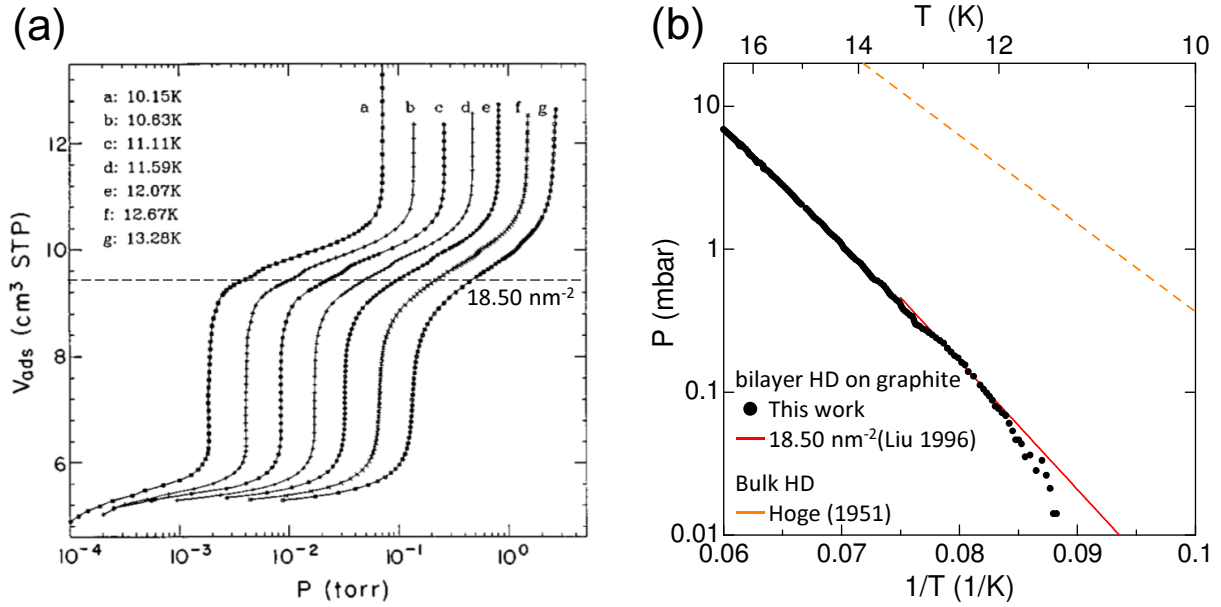 (a)
a: 10.15K
b: 10.63K
c: 11.11K
d: 11.59K
e: 12.07K
f: 12.67K
g: 13.28K
a b c d e f g
12
10
8
6
18.50 nm⁻²
Vads (cm³ STP)
10⁻⁴ 10⁻³ 10⁻² 10⁻¹ 10⁰
P (torr)
(b)
T (K)
16 14 12 10
10
1
0.1
0.01
P (mbar)
bilayer HD on graphite
This work
18.50 nm⁻²(Liu 1996)
Bulk HD
Hoge (1951)
0.06 0.07 0.08 0.09 0.1
1/T (1/K)